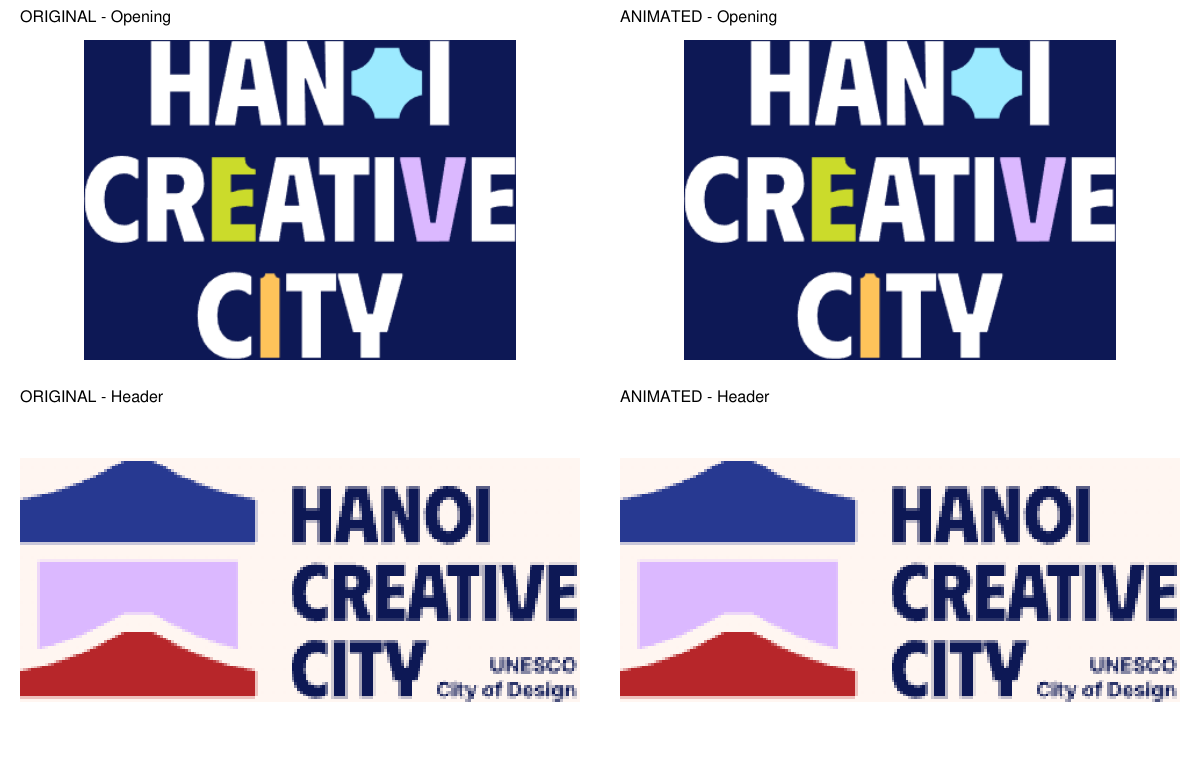 ORIGINAL - Opening
ANIMATED - Opening
HANOI
CREATIVE
CITY
HANOI
CREATIVE
CITY
ORIGINAL - Header
ANIMATED - Header
HANOI
CREATIVE
CITY
UNESCO
City of Design
HANOI
CREATIVE
CITY
UNESCO
City of Design